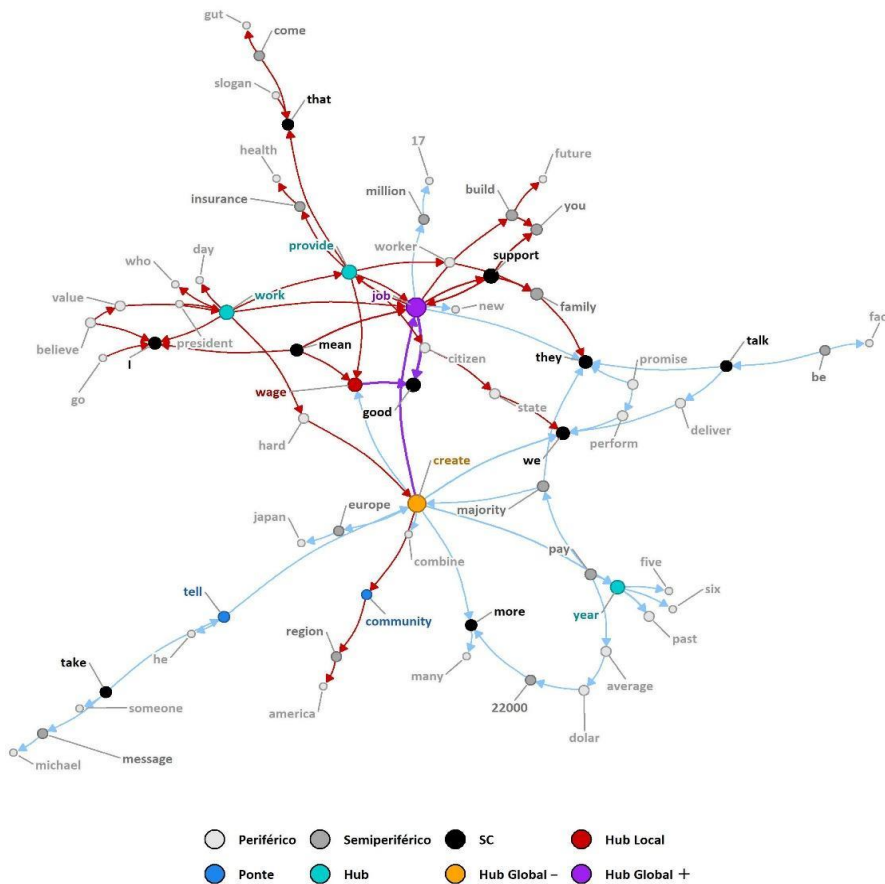 gut
come
slogan
that
17
health
future
million
build
insurance
you
worker
support
provide
day
who
job
work
family
value
new
president
they
promise
talk
fac
believe
I
mean
citizen
be
go
wage
state
good
deliver
hard
we
perform
create
europe
majority
japan
pay
combine
five
six
tell
community
more
year
past
region
he
take
many
average
someone
22000
america
dolar
michael
message
Periférico
Semiperiférico
SC
Hub Local
Ponte
Hub
Hub Global –
Hub Global +